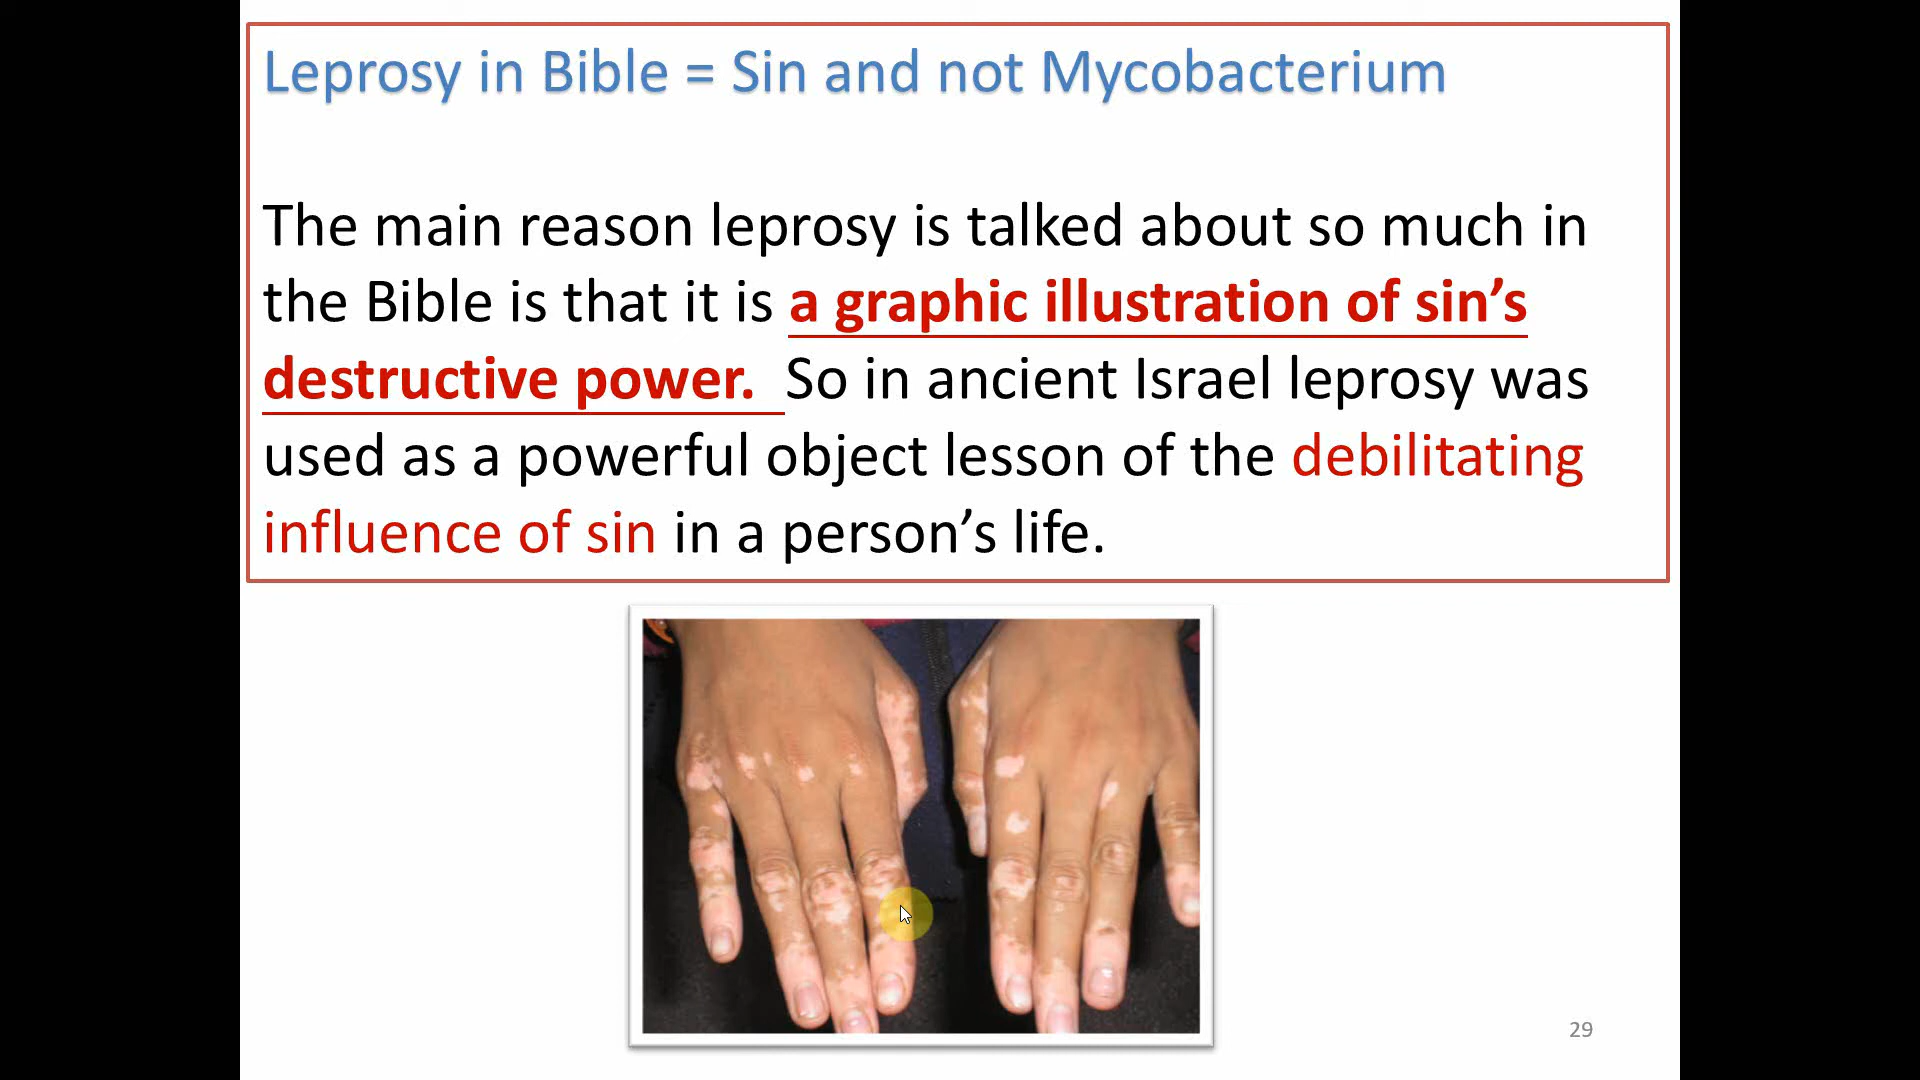 Leprosy in Bible = Sin and not Mycobacterium
The main reason leprosy is talked about so much in
the Bible is that it is a graphic illustration of sin’s
destructive power. So in ancient Israel leprosy was
used as a powerful object lesson of the debilitating
influence of sin in a person’s life.
29